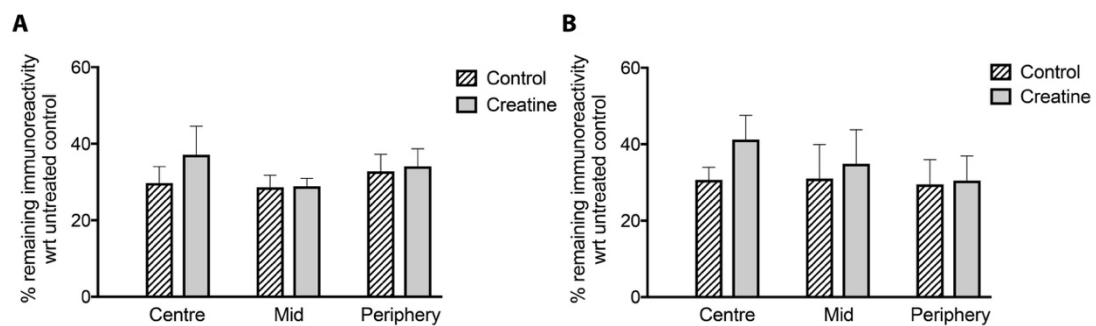 A
% remaining immunoreactivity
wrt untreated control
60
40
20
0
Centre
Mid
Periphery
Control
Creatine
B
% remaining immunoreactivity
wrt untreated control
60
40
20
0
Centre
Mid
Periphery
Control
Creatine